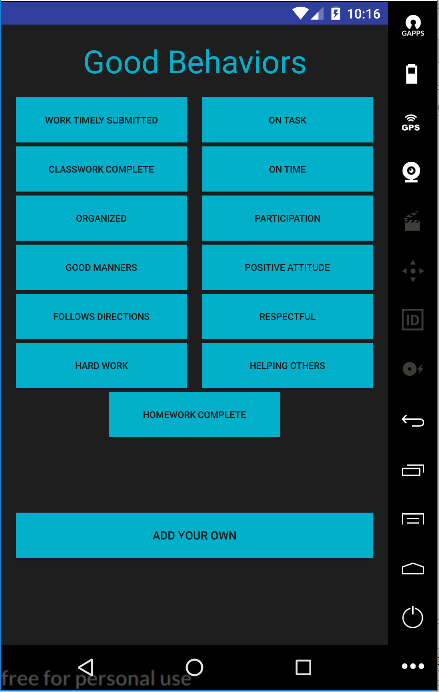 10:16
GAPPS
Good Behaviors
WORK TIMELY SUBMITTED
ON TASK
GPS
CLASSWORK COMPLETE
ON TIME
ORGANIZED
PARTICIPATION
GOOD MANNERS
POSITIVE ATTITUDE
ID
FOLLOWS DIRECTIONS
RESPECTFUL
HARD WORK
HELPING OTHERS
HOMEWORK COMPLETE
ADD YOUR OWN
free for personal use